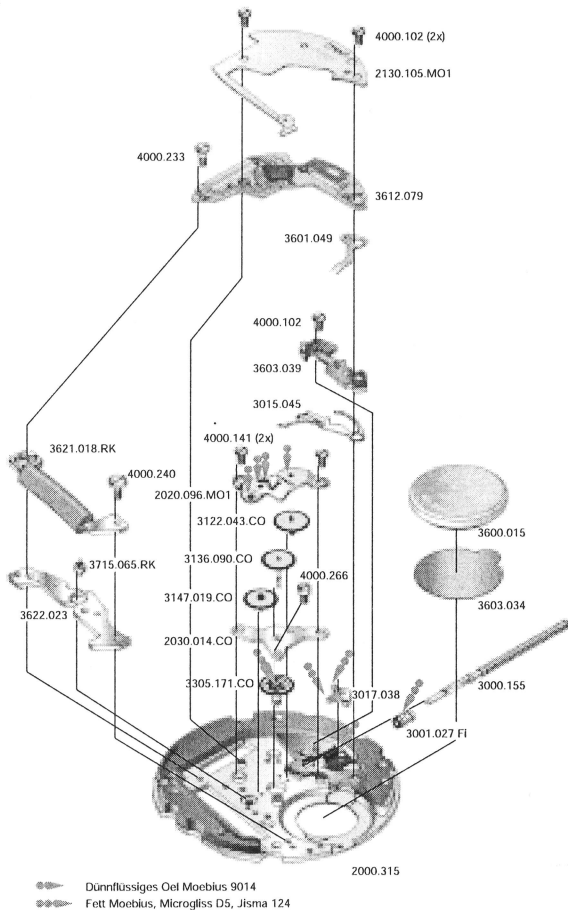 4000.102 (2x)
2130.105.MO1
4000.233
3612.079
3601.049
4000.102
3603.039
3015.045
4000.141 (2x)
3621.018.RK
4000.240
2020.096.MO1
3122.043.CO
3600.015
3136.090.CO
3715.065.RK
4000.266
3147.019.CO
3603.034
3622.023
2030.014.CO
3305.171.CO
3017.038
3000.155
3001.027 Fi
2000.315
Dünnflüssiges Oel Moebius 9014
Fett Moebius, Microgliss D5, Jisma 124